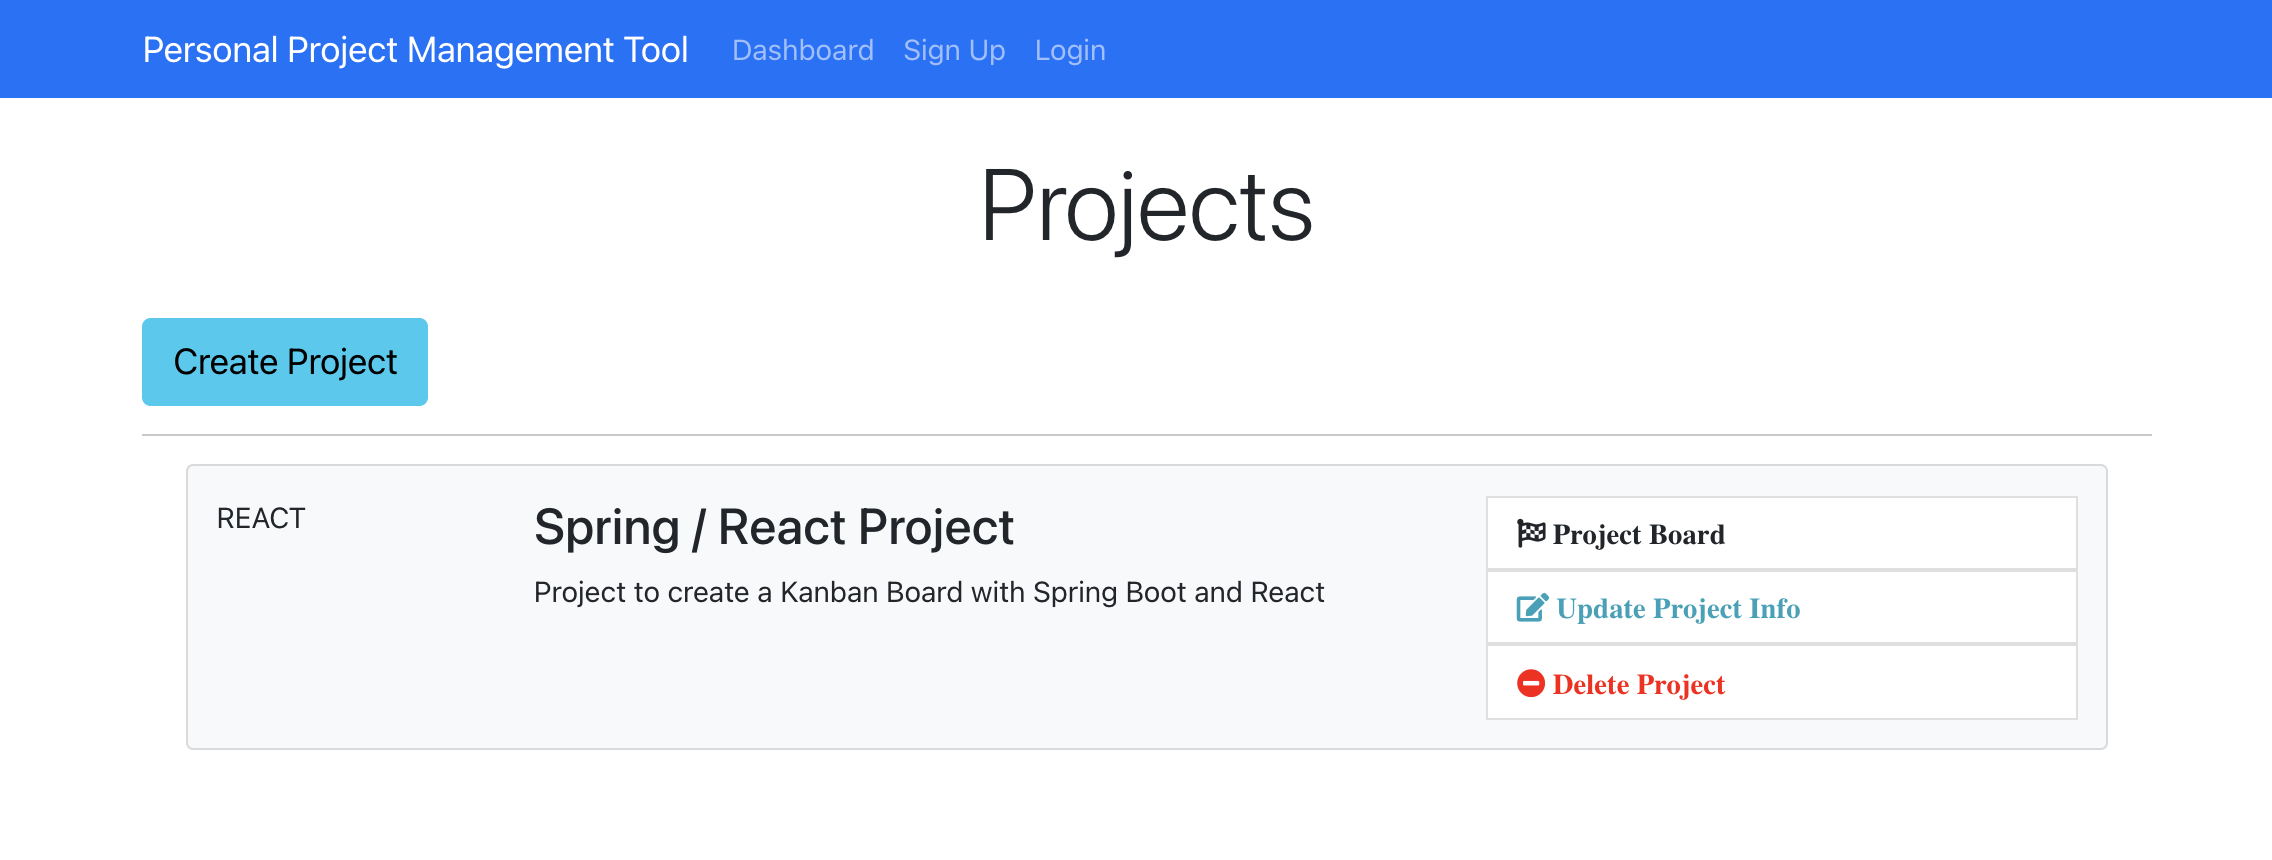 Personal Project Management Tool Dashboard Sign Up Login
Projects
Create Project
REACT
Spring / React Project
Project to create a Kanban Board with Spring Boot and React
Project Board
Update Project Info
Delete Project